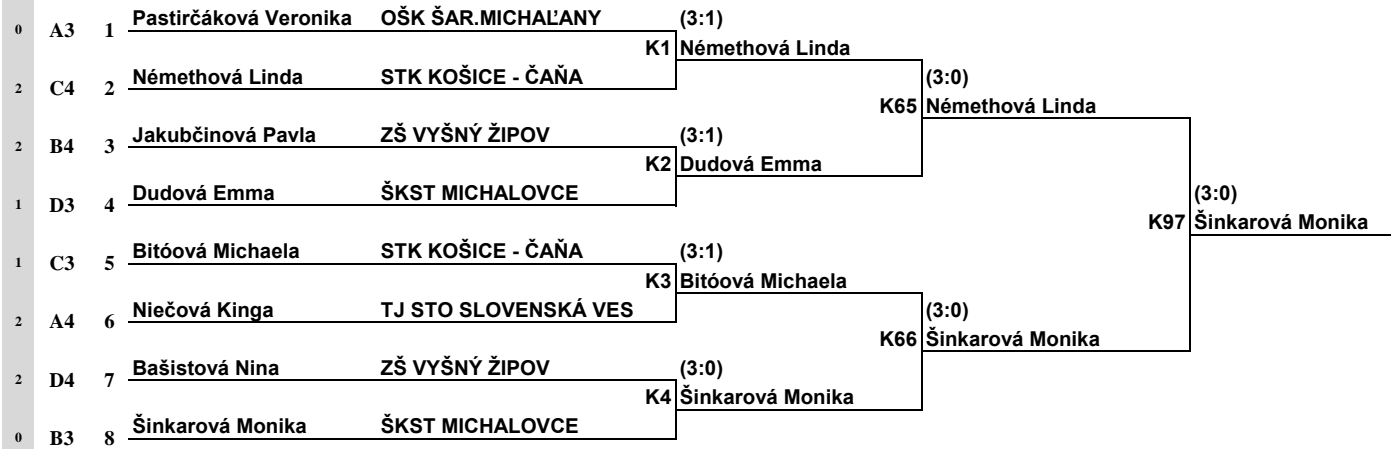 0 A3 1 Pastirčáková Veronika OŠK ŠAR.MICHAĽANY (3:1)
K1 Némethová Linda
2 C4 2 Némethová Linda STK KOŠICE - ČAŇA (3:0)
K65 Némethová Linda
2 B4 3 Jakubčinová Pavla ZŠ VYŠNÝ ŽIPOV (3:1)
K2 Dudová Emma
1 D3 4 Dudová Emma ŠKST MICHALOVCE (3:0)
K97 Šinkarová Monika
1 C3 5 Bitóová Michaela STK KOŠICE - ČAŇA (3:1)
K3 Bitóová Michaela
2 A4 6 Niečová Kinga TJ STO SLOVENSKÁ VES (3:0)
K66 Šinkarová Monika
2 D4 7 Bašistová Nina ZŠ VYŠNÝ ŽIPOV (3:0)
K4 Šinkarová Monika
0 B3 8 Šinkarová Monika ŠKST MICHALOVCE